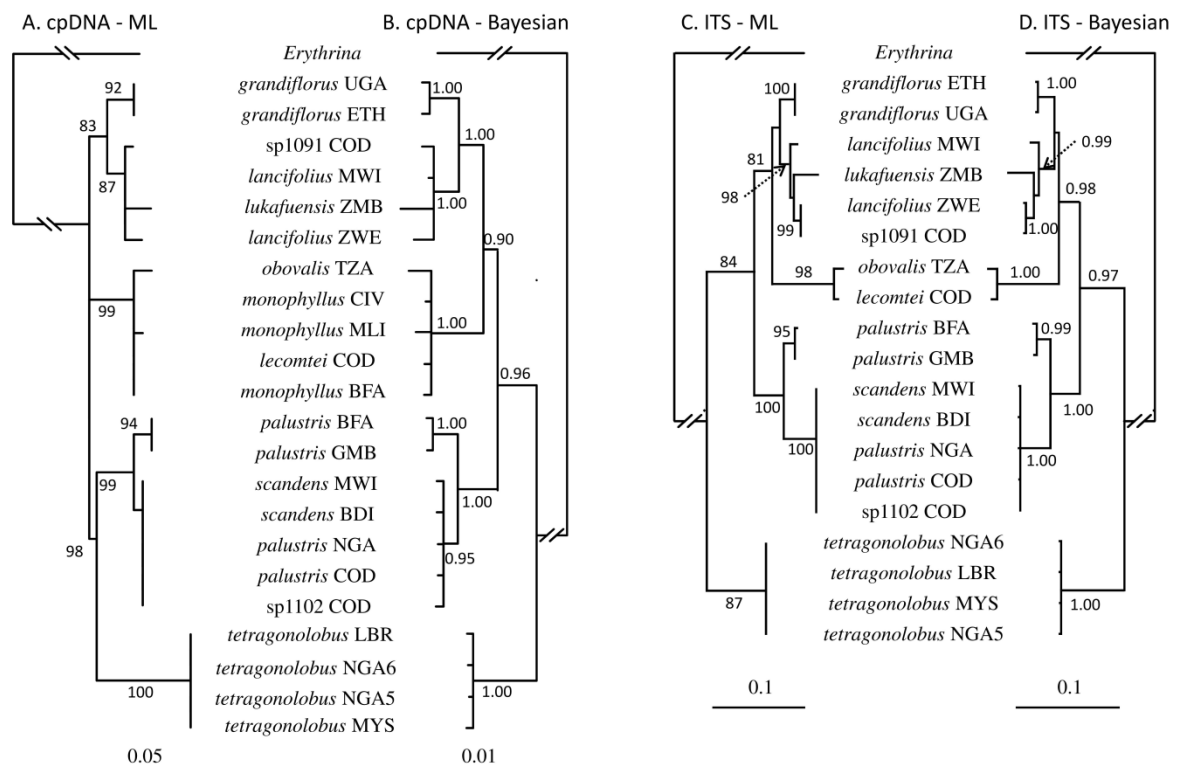 A. cpDNA - ML
B. cpDNA - Bayesian
Erythrina
grandiflorus UGA
grandiflorus ETH
sp1091 COD
lancifolius MWI
lukafuensis ZMB
lancifolius ZWE
obovalis TZA
monophyllus CIV
monophyllus MLI
lecomtei COD
monophyllus BFA
palustris BFA
palustris GMB
scandens MWI
scandens BDI
palustris NGA
palustris COD
sp1102 COD
tetragonolobus LBR
tetragonolobus NGA6
tetragonolobus NGA5
tetragonolobus MYS
92
83
87
99
94
99
98
100
0.05
1.00
1.00
1.00
0.90
1.00
0.96
1.00
1.00
0.95
1.00
0.01
C. ITS - ML
D. ITS - Bayesian
Erythrina
grandiflorus ETH
grandiflorus UGA
lancifolius MWI
lukafuensis ZMB
lancifolius ZWE
sp1091 COD
obovalis TZA
lecomtei COD
palustris BFA
palustris GMB
scandens MWI
scandens BDI
palustris NGA
palustris COD
sp1102 COD
tetragonolobus NGA6
tetragonolobus LBR
tetragonolobus MYS
tetragonolobus NGA5
100
81
98
99
84
98
95
100
100
87
0.1
1.00
0.99
0.98
1.00
1.00
0.97
0.99
1.00
1.00
1.00
0.1